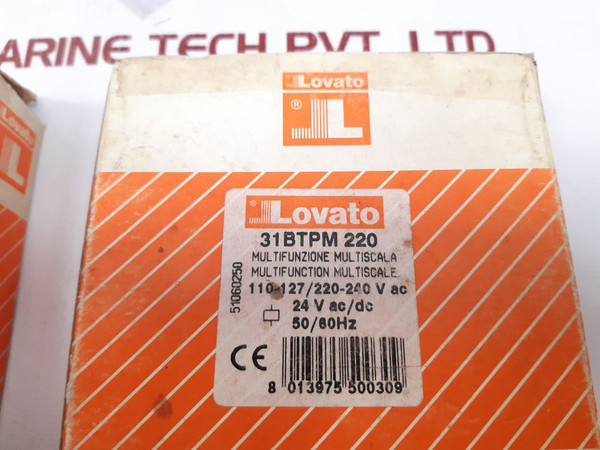 ARINE TECH PVT. LTD
Lovato
Lovato
®
L
Lovato
31BTPM 220
MULTIFUNZIONE MULTISCALA
MULTIFUNCTION MULTISCALE
110-127/220-240 V ac
24 V ac/dc
50/60Hz
51060250
CE
8 013975 500309